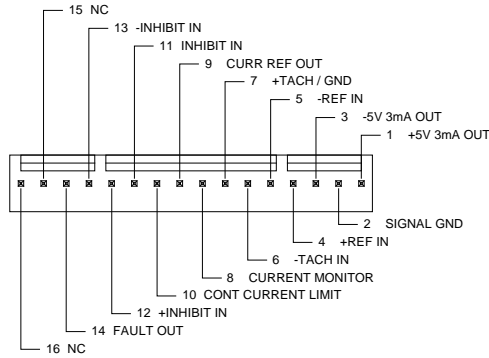 15 NC
13 -INHIBIT IN
11 INHIBIT IN
9 CURR REF OUT
7 +TACH / GND
5 -REF IN
3 -5V 3mA OUT
1 +5V 3mA OUT
2 SIGNAL GND
4 +REF IN
6 -TACH IN
8 CURRENT MONITOR
10 CONT CURRENT LIMIT
12 +INHIBIT IN
14 FAULT OUT
16 NC